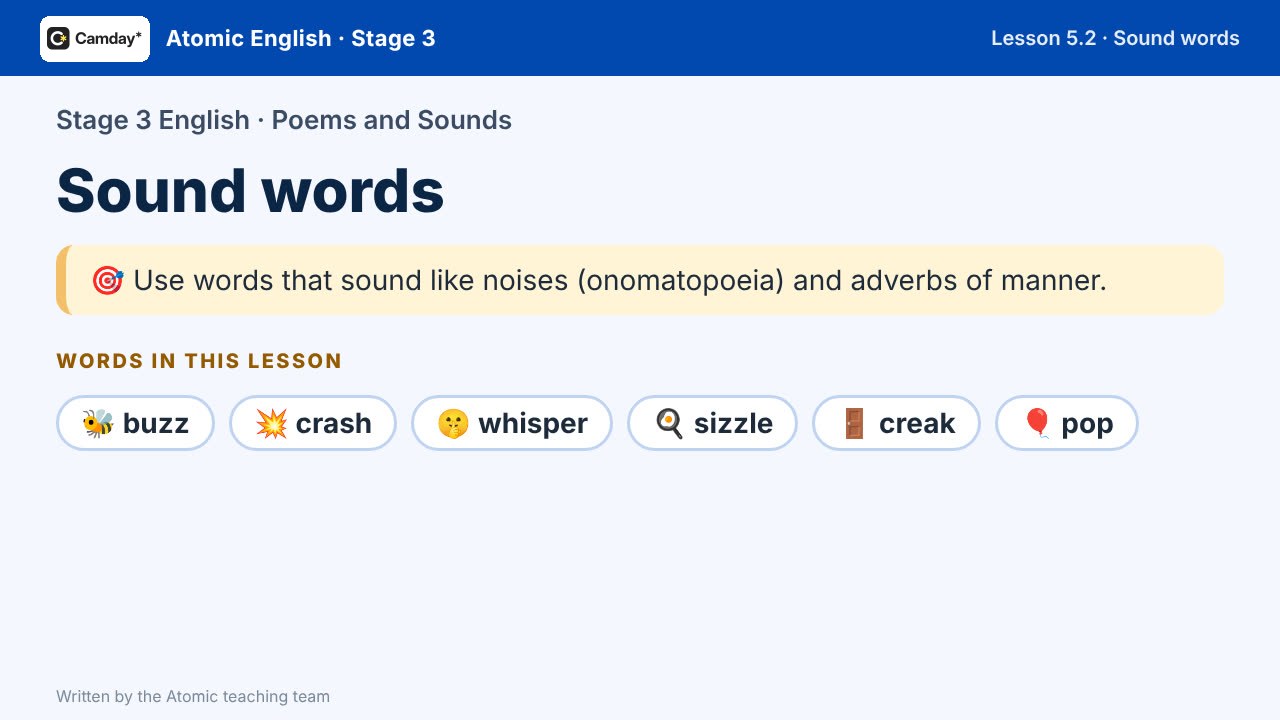 Camday* Atomic English · Stage 3
Lesson 5.2 · Sound words
Stage 3 English · Poems and Sounds
Sound words
🎯 Use words that sound like noises (onomatopoeia) and adverbs of manner.
WORDS IN THIS LESSON
🐝 buzz 💥 crash 🤫 whisper 🍳 sizzle 🚪 creak 🎈 pop
Written by the Atomic teaching team